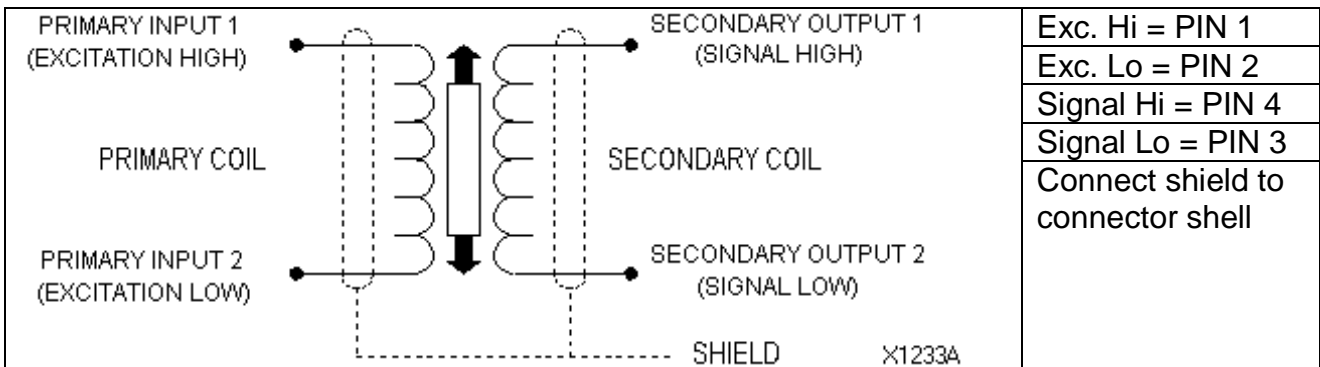 PRIMARY INPUT 1
(EXCITATION HIGH)
SECONDARY OUTPUT 1
(SIGNAL HIGH)
PRIMARY COIL
SECONDARY COIL
PRIMARY INPUT 2
(EXCITATION LOW)
SECONDARY OUTPUT 2
(SIGNAL LOW)
SHIELD
X1233A
Exc. Hi = PIN 1
Exc. Lo = PIN 2
Signal Hi = PIN 4
Signal Lo = PIN 3
Connect shield to
connector shell